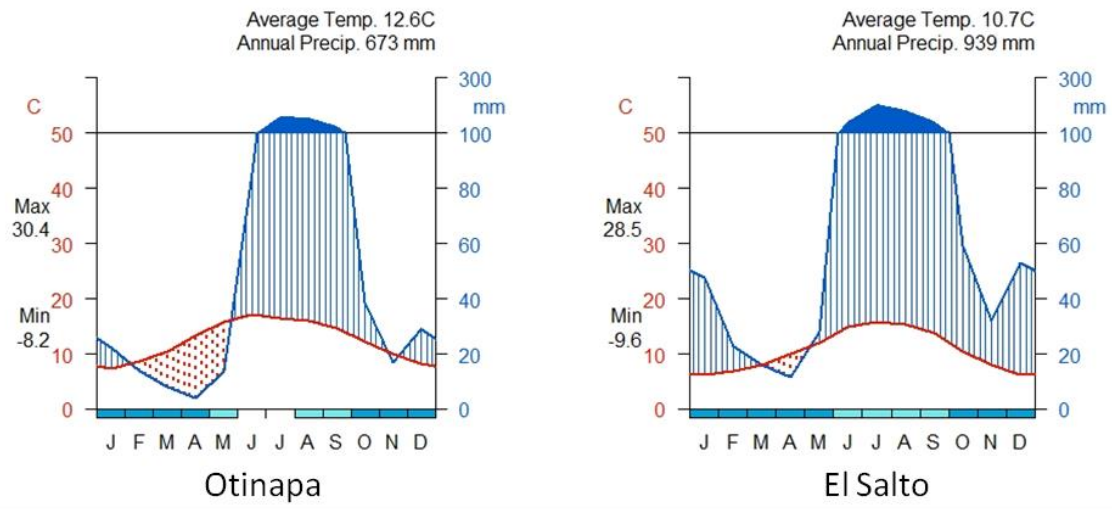 Average Temp. 12.6C
Annual Precip. 673 mm
C
300
mm
50
100
40
80
Max
30.4
30
60
20
40
Min
-8.2
10
20
0
0
J F M A M J J A S O N D
Otinapa
Average Temp. 10.7C
Annual Precip. 939 mm
C
300
mm
50
100
40
80
Max
28.5
30
60
20
40
Min
-9.6
10
20
0
0
J F M A M J J A S O N D
El Salto